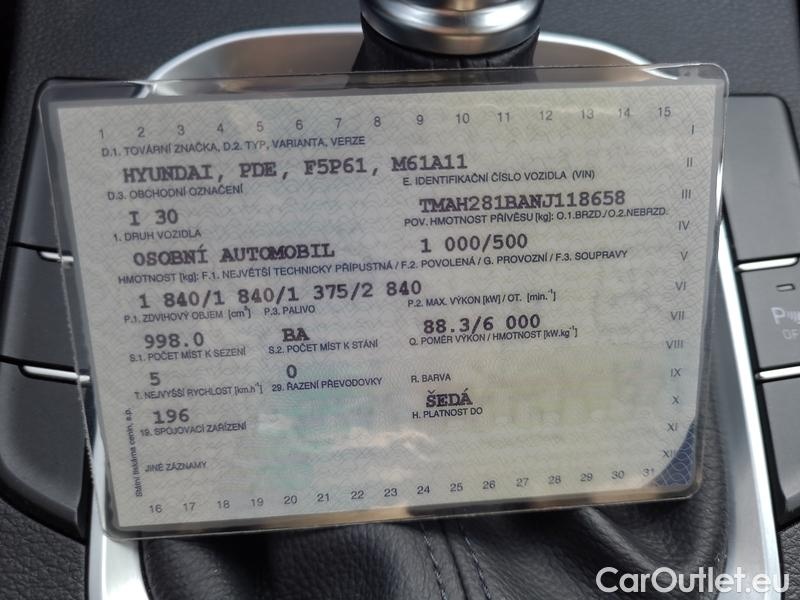 1 2 3 4 5 6 7 8 9 10 11 12 13 14 15
D.1. TOVÁRNÍ ZNAČKA, D.2. TYP, VARIANTA, VERZE I
HYUNDAI, PDE, F5P61, M61A11 II
D.3. OBCHODNÍ OZNAČENÍ E. IDENTIFIKAČNÍ ČÍSLO VOZIDLA (VIN)
I 30 TMAH281BANJ118658 III
1. DRUH VOZIDLA POV. HMOTNOST PŘÍVĚSU [kg]: O.1.BRZD./O.2.NEBRZD.
OSOBNÍ AUTOMOBIL 1 000/500 IV
HMOTNOST [kg]: F.1. NEJVĚTŠÍ TECHNICKY PŘÍPUSTNÁ / F.2. POVOLENÁ / G. PROVOZNÍ / F.3. SOUPRAVY V
1 840/1 840/1 375/2 840 VI
P.1. ZDVIHOVÝ OBJEM [cm³] P.3. PALIVO P.2. MAX. VÝKON [kW] / OT. [min.⁻¹]
998.0 BA 88.3/6 000 VII
S.1. POČET MÍST K SEZENÍ S.2. POČET MÍST K STÁNÍ Q. POMĚR VÝKON / HMOTNOST [kW.kg⁻¹]
5 0 VIII
T. NEJVYŠŠÍ RYCHLOST [km.h⁻¹] 29. ŘAZENÍ PŘEVODOVKY R. BARVA IX
196 ŠEDÁ X
19. SPOJOVACÍ ZAŘÍZENÍ H. PLATNOST DO
XI
JINÉ ZÁZNAMY XII
16 17 18 19 20 21 22 23 24 25 26 27 28 29 30 31
Státní tiskárna cenin, s.p.
P
OFF
CarOutlet.eu